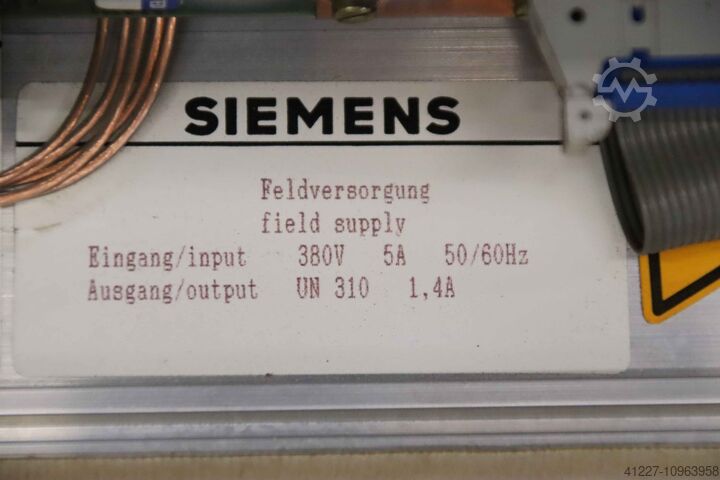 SIEMENS
Feldversorgung
field supply
Eingang/input 380V 5A 50/60Hz
Ausgang/output UN 310 1,4A
41227-10963958